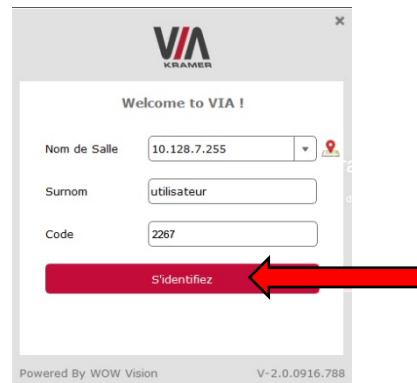 VIA
KRAMER
Welcome to VIA !
Nom de Salle 10.128.7.255
Surnom utilisateur
Code 2267
S'identifiez
Powered By WOW Vision V-2.0.0916.788